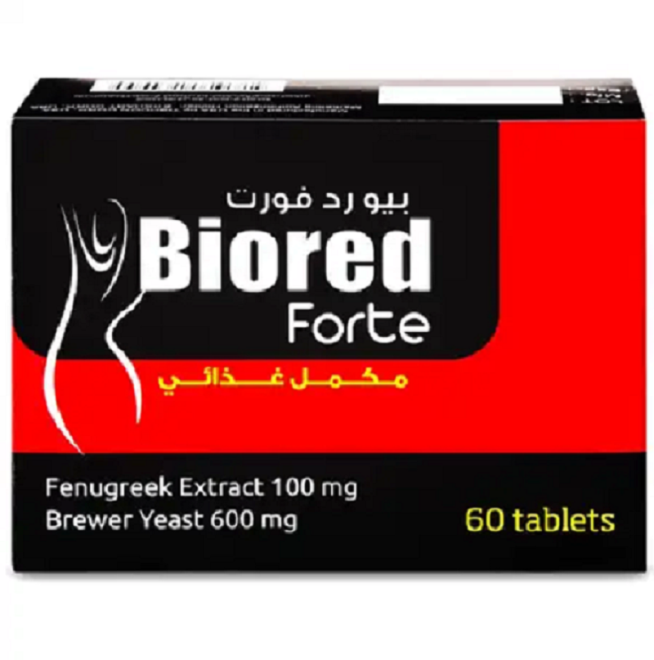 بيو رد فورت
Biored
Forte
مكمل غذائي
Fenugreek Extract 100 mg
Brewer Yeast 600 mg
60 tablets